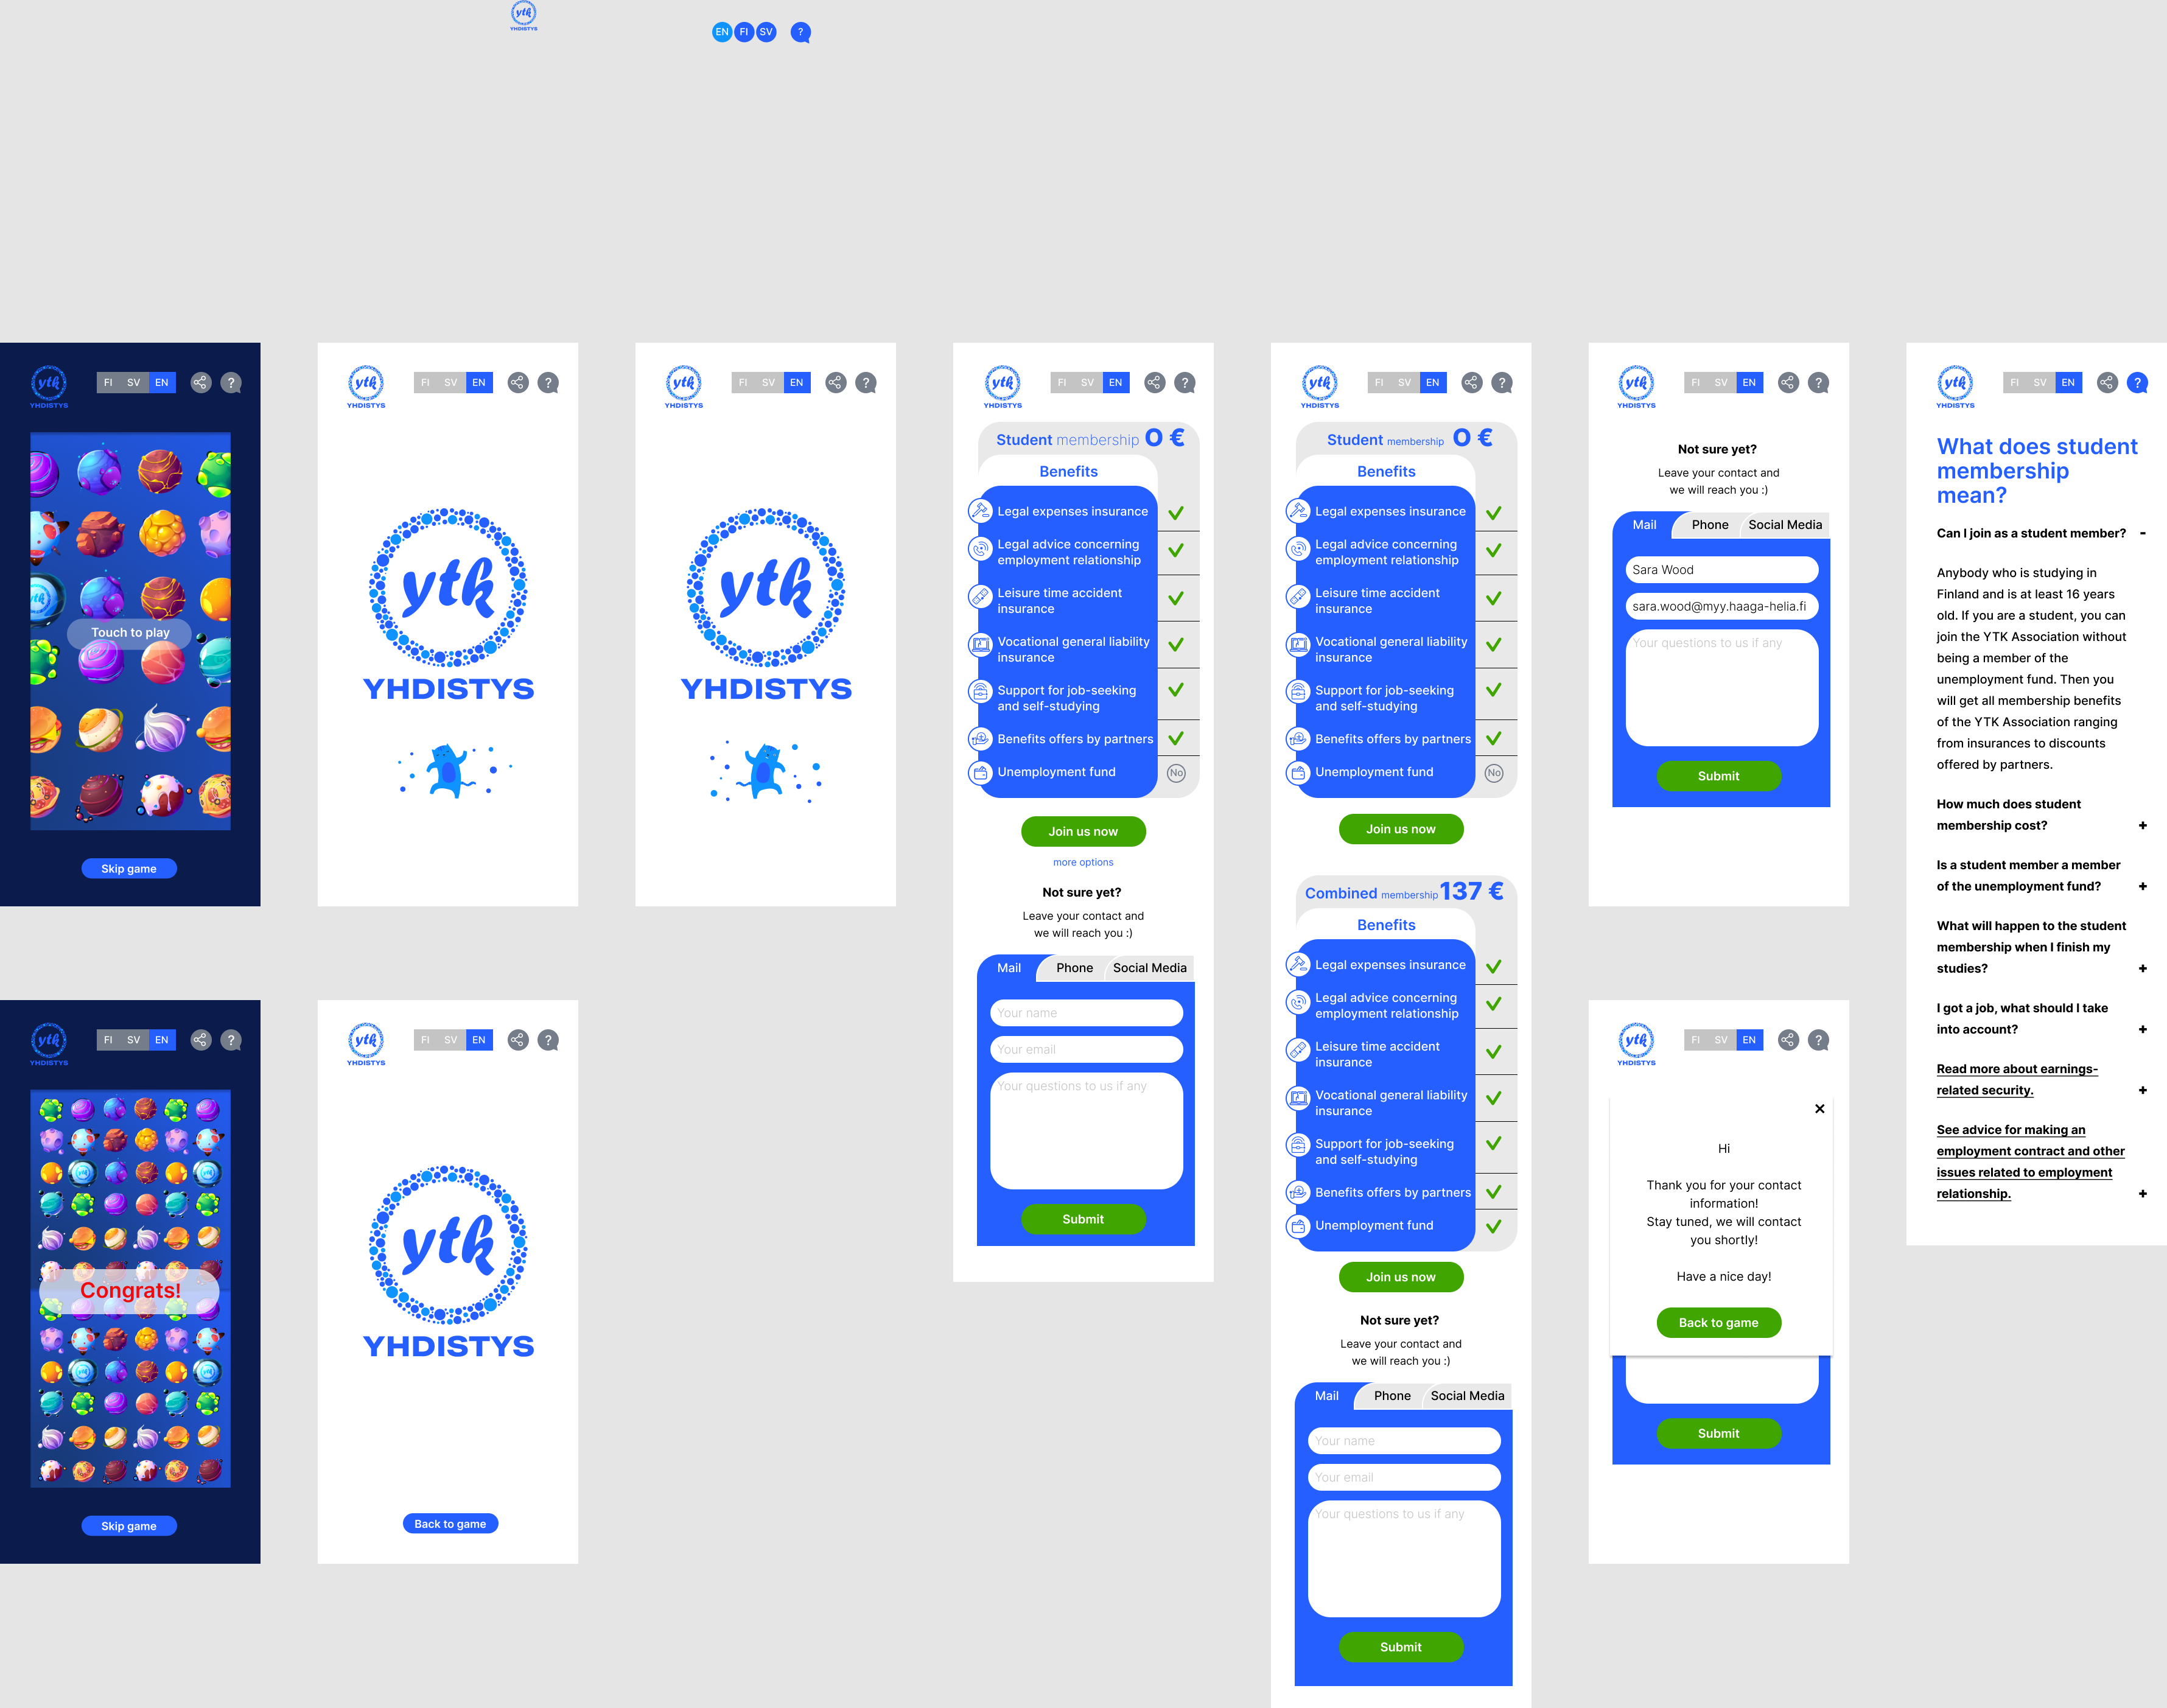 ytk
YHDISTYS
EN FI SV ?
ytk
YHDISTYS
FI SV EN ?
Touch to play
Skip game
ytk
YHDISTYS
FI SV EN ?
ytk
YHDISTYS
ytk
YHDISTYS
FI SV EN ?
ytk
YHDISTYS
ytk
YHDISTYS
FI SV EN ?
Student membership 0 €
Benefits
Legal expenses insurance
Legal advice concerning
employment relationship
Leisure time accident
insurance
Vocational general liability
insurance
Support for job-seeking
and self-studying
Benefits offers by partners
Unemployment fund No
Join us now
more options
Not sure yet?
Leave your contact and
we will reach you :)
Mail Phone Social Media
Your name
Your email
Your questions to us if any
Submit
ytk
YHDISTYS
FI SV EN ?
Student membership 0 €
Benefits
Legal expenses insurance
Legal advice concerning
employment relationship
Leisure time accident
insurance
Vocational general liability
insurance
Support for job-seeking
and self-studying
Benefits offers by partners
Unemployment fund No
Join us now
Combined membership 137 €
Benefits
Legal expenses insurance
Legal advice concerning
employment relationship
Leisure time accident
insurance
Vocational general liability
insurance
Support for job-seeking
and self-studying
Benefits offers by partners
Unemployment fund
Join us now
Not sure yet?
Leave your contact and
we will reach you :)
Mail Phone Social Media
Your name
Your email
Your questions to us if any
Submit
ytk
YHDISTYS
FI SV EN ?
Not sure yet?
Leave your contact and
we will reach you :)
Mail Phone Social Media
Sara Wood
sara.wood@myy.haaga-helia.fi
Your questions to us if any
Submit
ytk
YHDISTYS
FI SV EN ?
What does student
membership
mean?
Can I join as a student member? -
Anybody who is studying in
Finland and is at least 16 years
old. If you are a student, you can
join the YTK Association without
being a member of the
unemployment fund. Then you
will get all membership benefits
of the YTK Association ranging
from insurances to discounts
offered by partners.
How much does student
membership cost? +
Is a student member a member
of the unemployment fund? +
What will happen to the student
membership when I finish my
studies? +
I got a job, what should I take
into account? +
Read more about earnings-
related security. +
See advice for making an
employment contract and other
issues related to employment
relationship. +
ytk
YHDISTYS
FI SV EN ?
Congrats!
Skip game
ytk
YHDISTYS
FI SV EN ?
ytk
YHDISTYS
Back to game
ytk
YHDISTYS
FI SV EN ?
Hi
Thank you for your contact
information!
Stay tuned, we will contact
you shortly!
Have a nice day!
Back to game
Submit